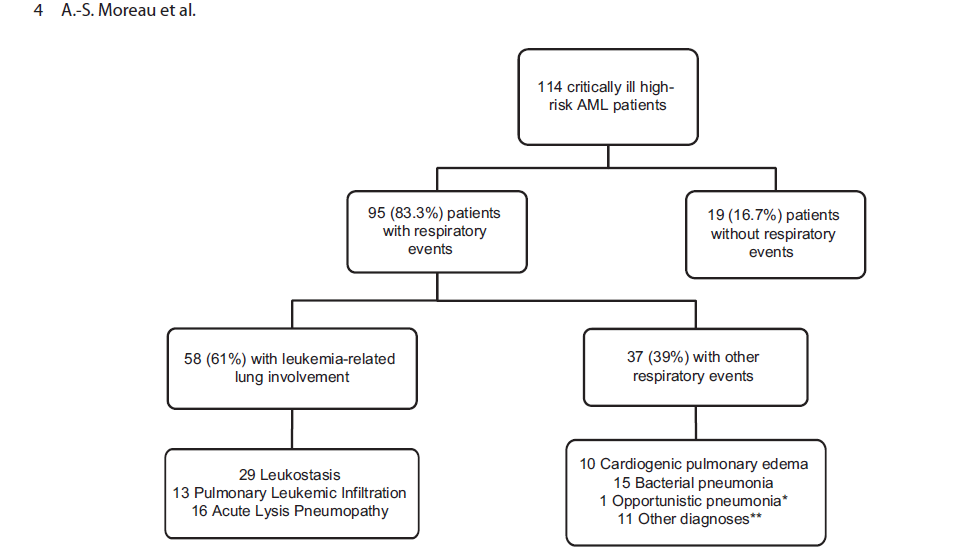 4 A.-S. Moreau et al.
114 critically ill high-
risk AML patients
95 (83.3%) patients
with respiratory
events
19 (16.7%) patients
without respiratory
events
58 (61%) with leukemia-related
lung involvement
37 (39%) with other
respiratory events
29 Leukostasis
13 Pulmonary Leukemic Infiltration
16 Acute Lysis Pneumopathy
10 Cardiogenic pulmonary edema
15 Bacterial pneumonia
1 Opportunistic pneumonia*
11 Other diagnoses**